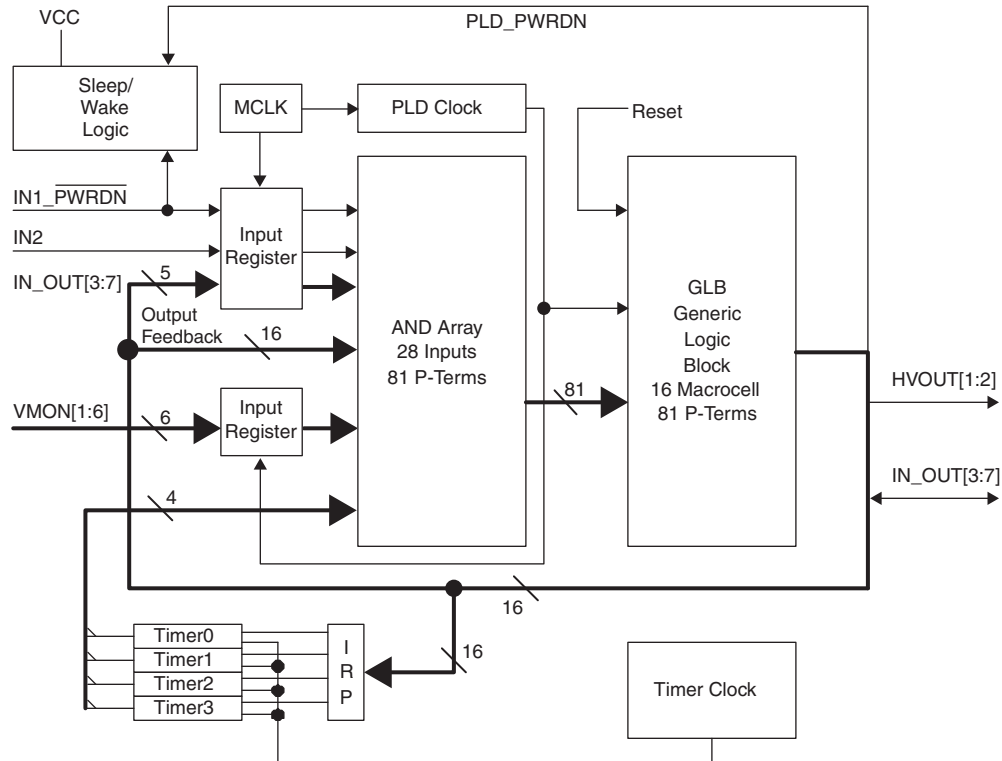 VCC
PLD_PWRDN
Sleep/
Wake
Logic
MCLK
PLD Clock
Reset
IN1_PWRDN
IN2
IN_OUT[3:7]
5
Input
Register
Output
Feedback
16
AND Array
28 Inputs
81 P-Terms
GLB
Generic
Logic
Block
16 Macrocell
81 P-Terms
81
HVOUT[1:2]
VMON[1:6]
6
Input
Register
IN_OUT[3:7]
4
16
16
Timer0
Timer1
Timer2
Timer3
I
R
P
Timer Clock